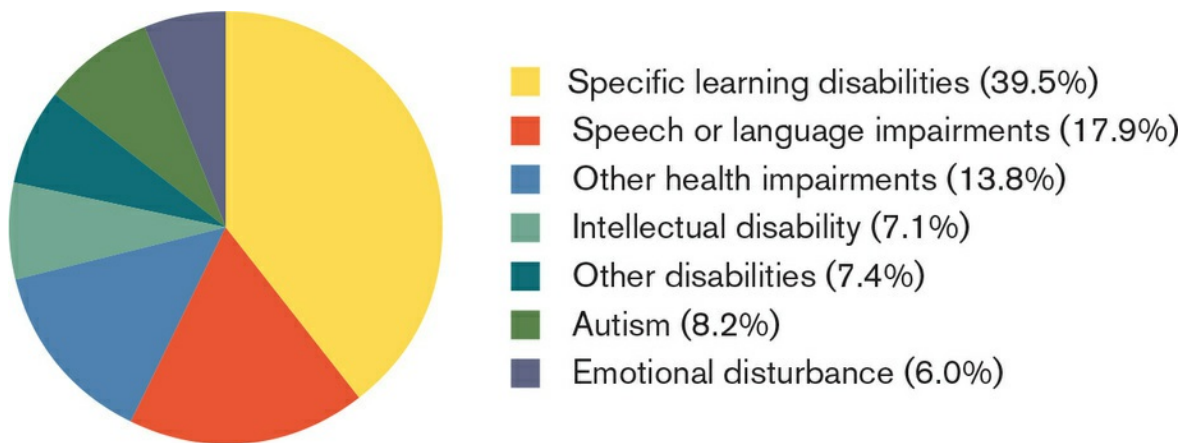 Specific learning disabilities (39.5%)
Speech or language impairments (17.9%)
Other health impairments (13.8%)
Intellectual disability (7.1%)
Other disabilities (7.4%)
Autism (8.2%)
Emotional disturbance (6.0%)